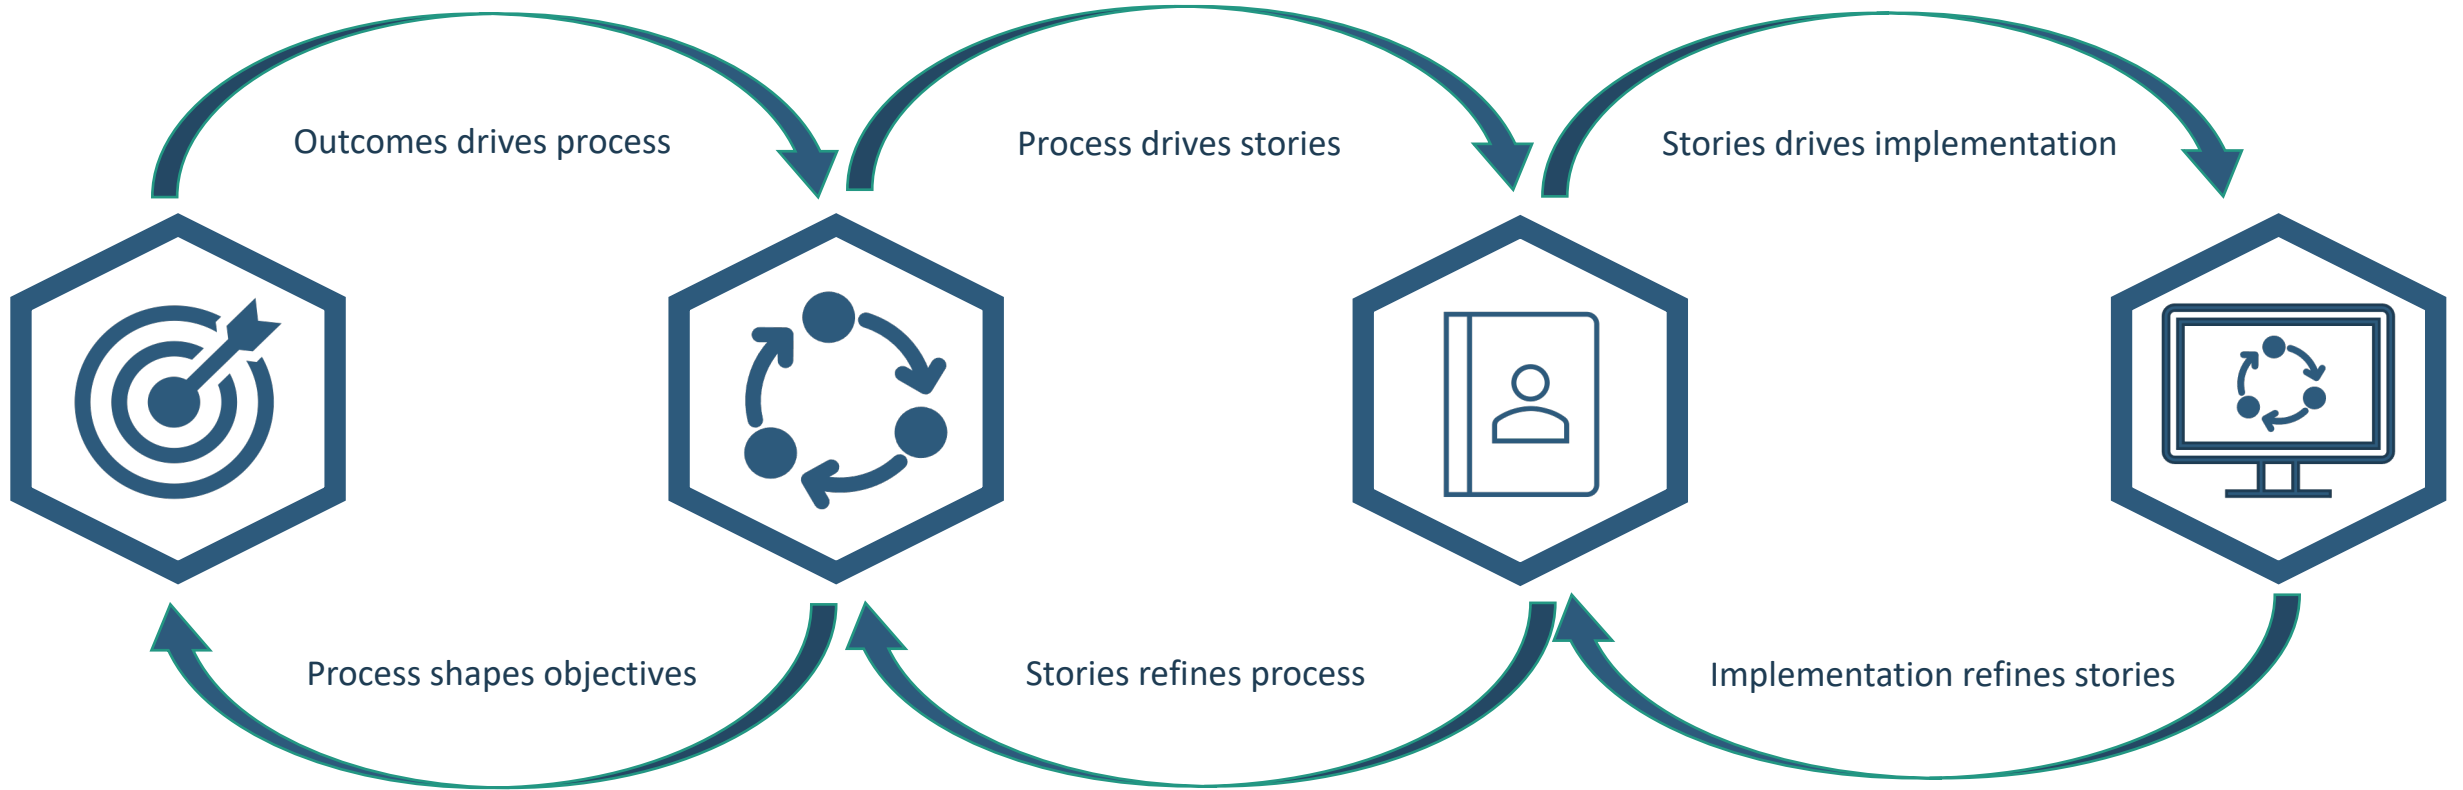 Outcomes drives process
Process drives stories
Stories drives implementation
Process shapes objectives
Stories refines process
Implementation refines stories